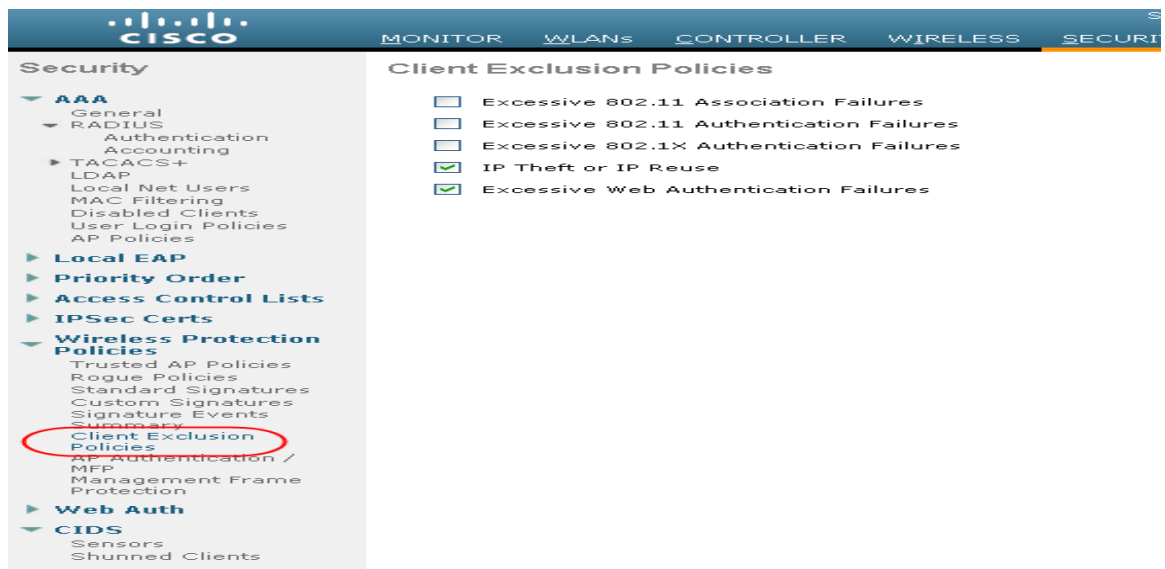 CISCO
MONITOR WLANs CONTROLLER WIRELESS
Security
AAA
General
RADIUS
Authentication
Accounting
TACACS+
LDAP
Local Net Users
MAC Filtering
Disabled Clients
User Login Policies
AP Policies
Local EAP
Priority Order
Access Control Lists
IPSec Certs
Wireless Protection
Policies
Trusted AP Policies
Rogue Policies
Standard Signatures
Custom Signatures
Signature Events
Summary
Client Exclusion
Policies
AP Authentication /
MFP
Management Frame
Protection
Web Auth
CIDS
Sensors
Shunned Clients
Client Exclusion Policies
Excessive 802.11 Association Failures
Excessive 802.11 Authentication Failures
Excessive 802.1X Authentication Failures
IP Theft or IP Reuse
Excessive Web Authentication Failures